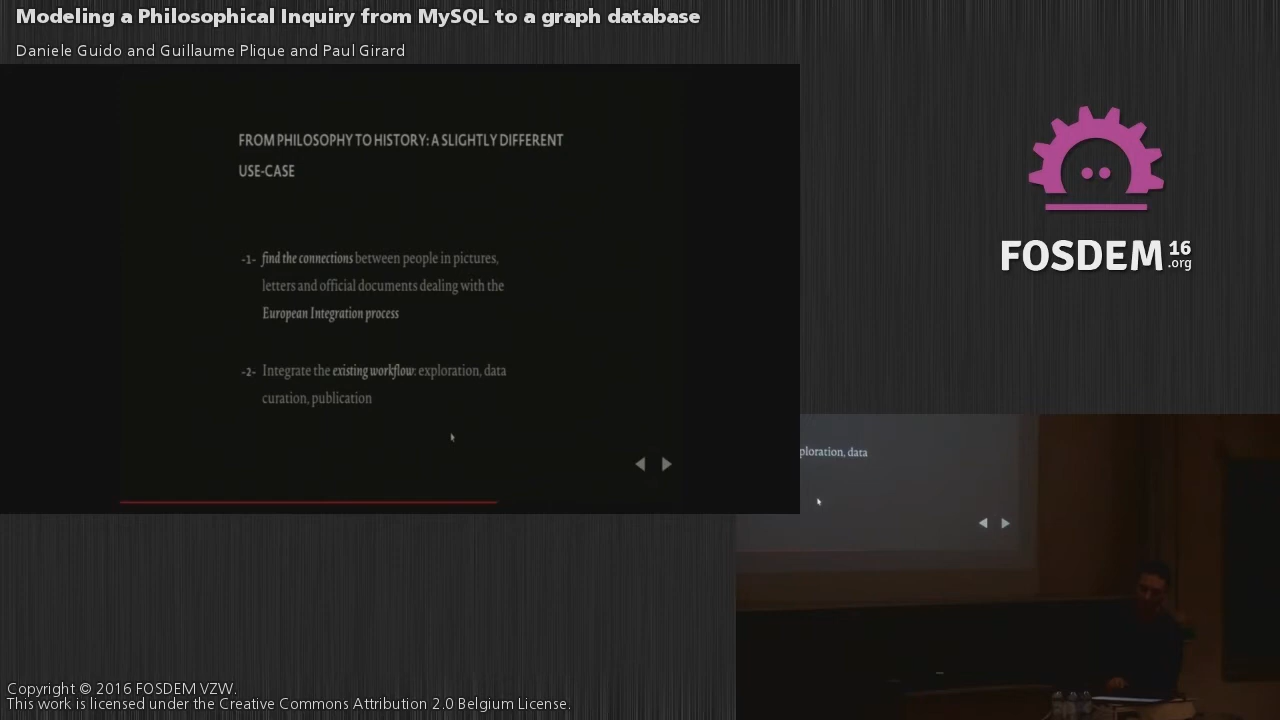 Modeling a Philosophical Inquiry from MySQL to a graph database
Daniele Guido and Guillaume Plique and Paul Girard
FROM PHILOSOPHY TO HISTORY: A SLIGHTLY DIFFERENT
USE-CASE
-1- find the connections between people in pictures,
letters and official documents dealing with the
European Integration process
-2- Integrate the existing workflow: exploration, data
curation, publication
FOSDEM 16
.org
ploration, data
Copyright © 2016 FOSDEM VZW.
This work is licensed under the Creative Commons Attribution 2.0 Belgium License.